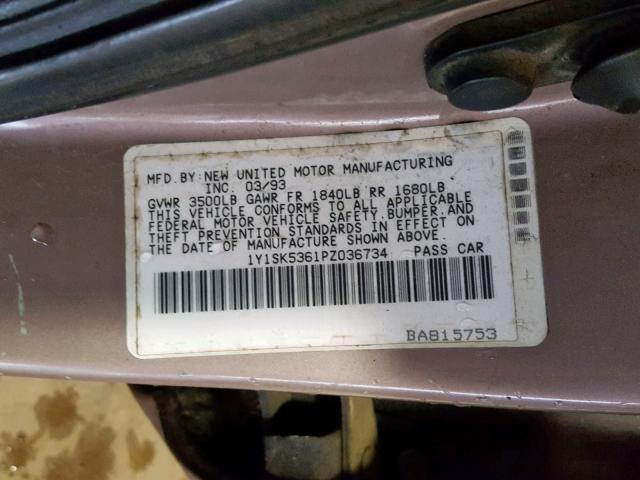 MFD.BY:NEW UNITED MOTOR MANUFACTURING
INC. 03/93
GVWR 3500LB GAWR FR 1840LB RR 1680LB
THIS VEHICLE CONFORMS TO ALL APPLICABLE
FEDERAL MOTOR VEHICLE SAFETY,BUMPER,AND
THEFT PREVENTION STANDARDS IN EFFECT ON
THE DATE OF MANUFACTURE SHOWN ABOVE.
1Y1SK5361PZ036734 PASS CAR
BA815753